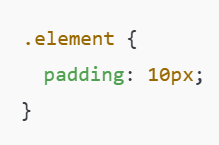 .element {
  padding: 10px;
}